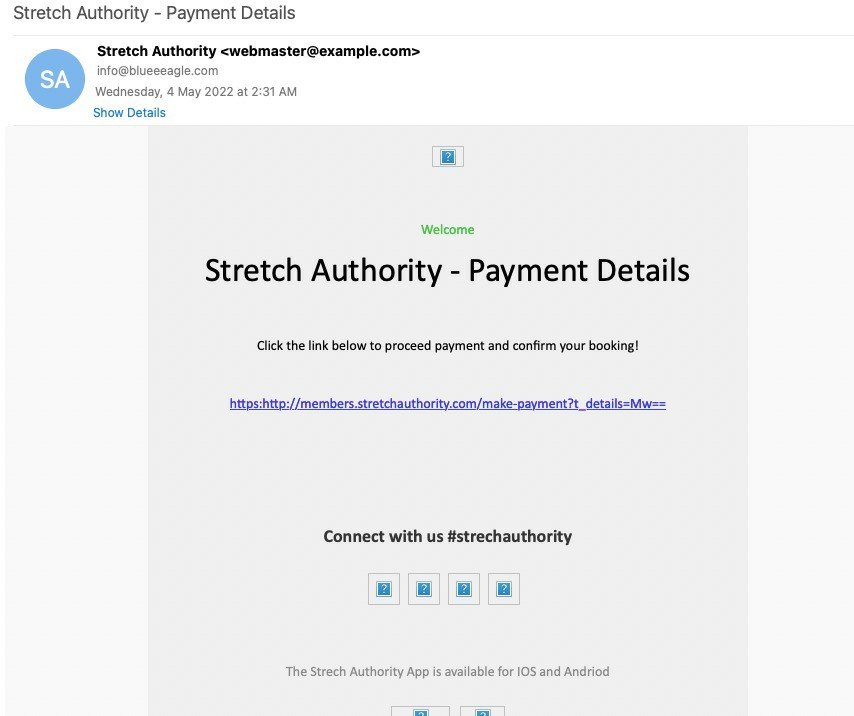 Stretch Authority - Payment Details
Stretch Authority <webmaster@example.com>
SA
info@blueeeagle.com
Wednesday, 4 May 2022 at 2:31 AM
Show Details
Welcome
Stretch Authority - Payment Details
Click the link below to proceed payment and confirm your booking!
https:http://members.stretchauthority.com/make-payment?t_details=Mw==
Connect with us #strechauthority
The Strech Authority App is available for IOS and Andriod